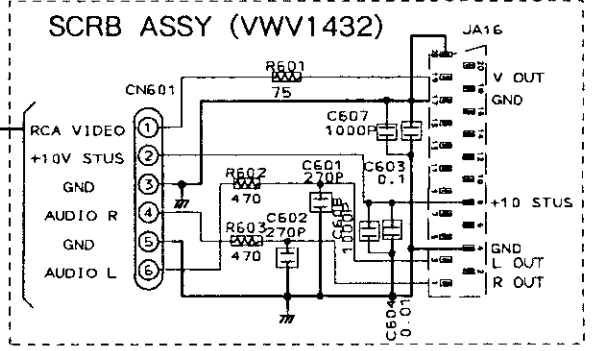 SCRB ASSY (VWV1432)
JA16
R601
75
CN601
V OUT
GND
C607
1000P
RCA VIDEO 1
+10V STUS 2
GND 3
AUDIO R 4
GND 5
AUDIO L 6
R602
470
C601
270P
C603
0.1
R603
470
C602
270P
1000P
+10 STUS
GND
L OUT
R OUT
C604
0.01